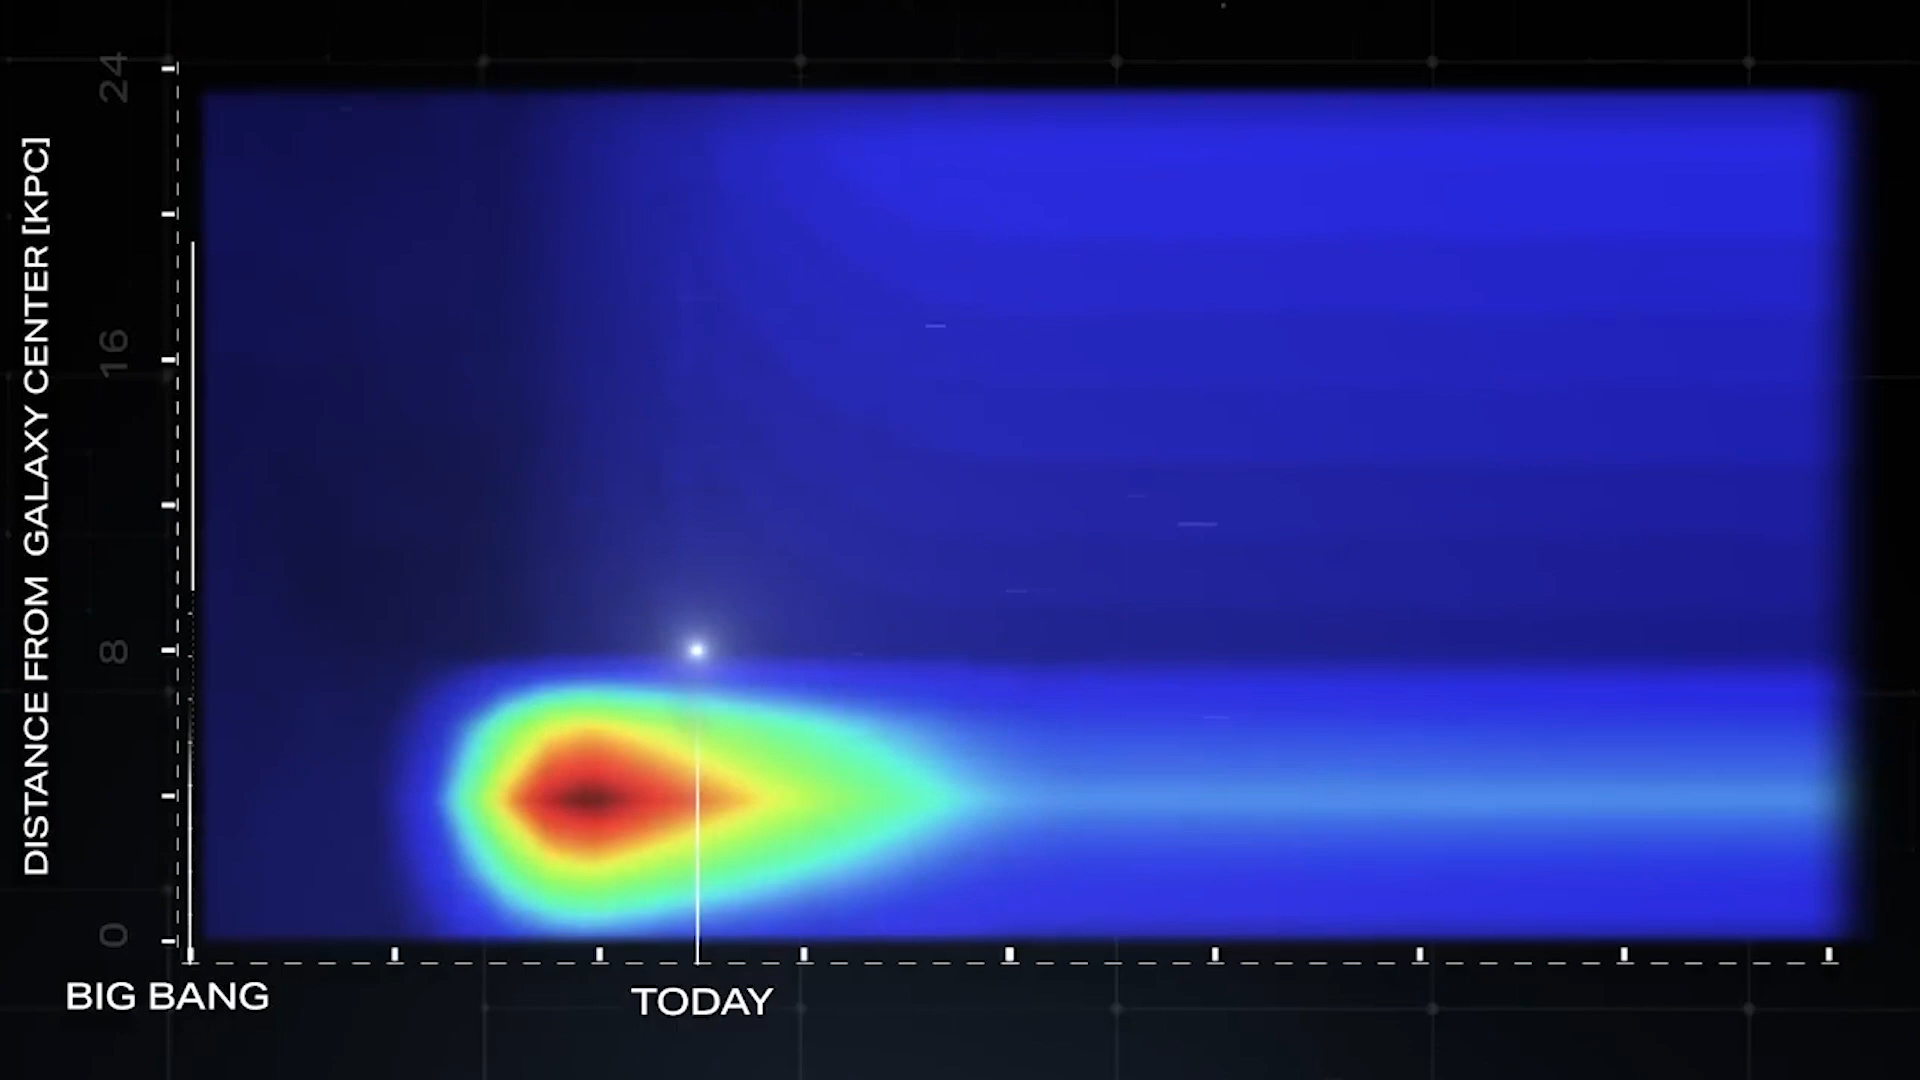 DISTANCE FROM GALAXY CENTER [KPC]
24
16
8
0
BIG BANG
TODAY